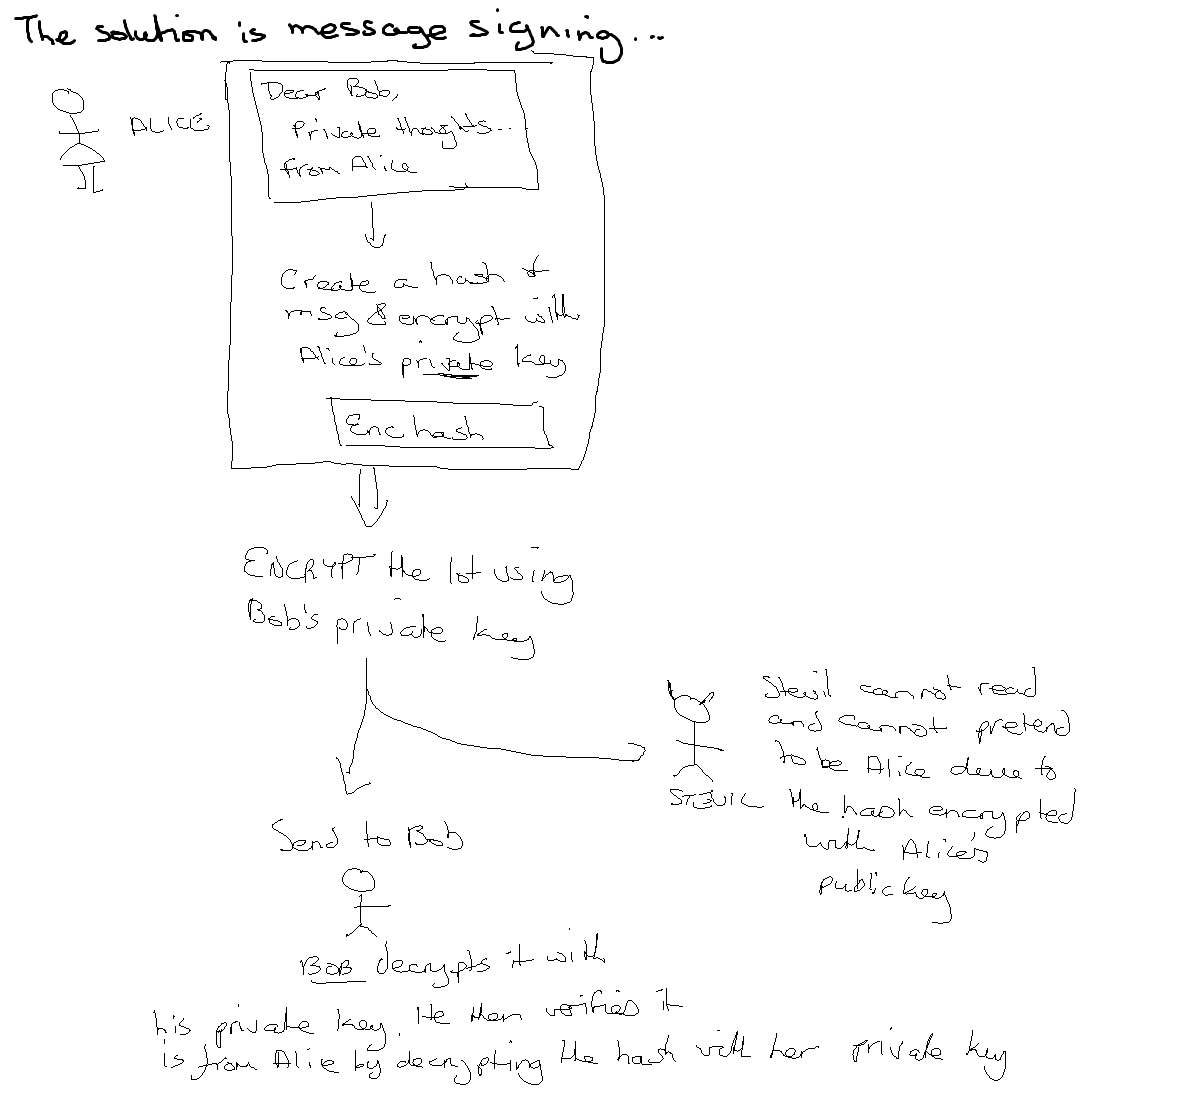 The solution is message signing...
ALICE
Dear Bob,
Private thoughts...
from Alice
Create a hash of
msg & encrypt with
Alice's private key
Enc hash
ENCRYPT the lot using
Bob's private key
Stevil cannot read
and cannot pretend
to be Alice due to
the hash encrypted
with Alice's
public key
STEVIL
Send to Bob
BOB decrypts it with
his private key. He then verifies it
is from Alice by decrypting the hash with her private key